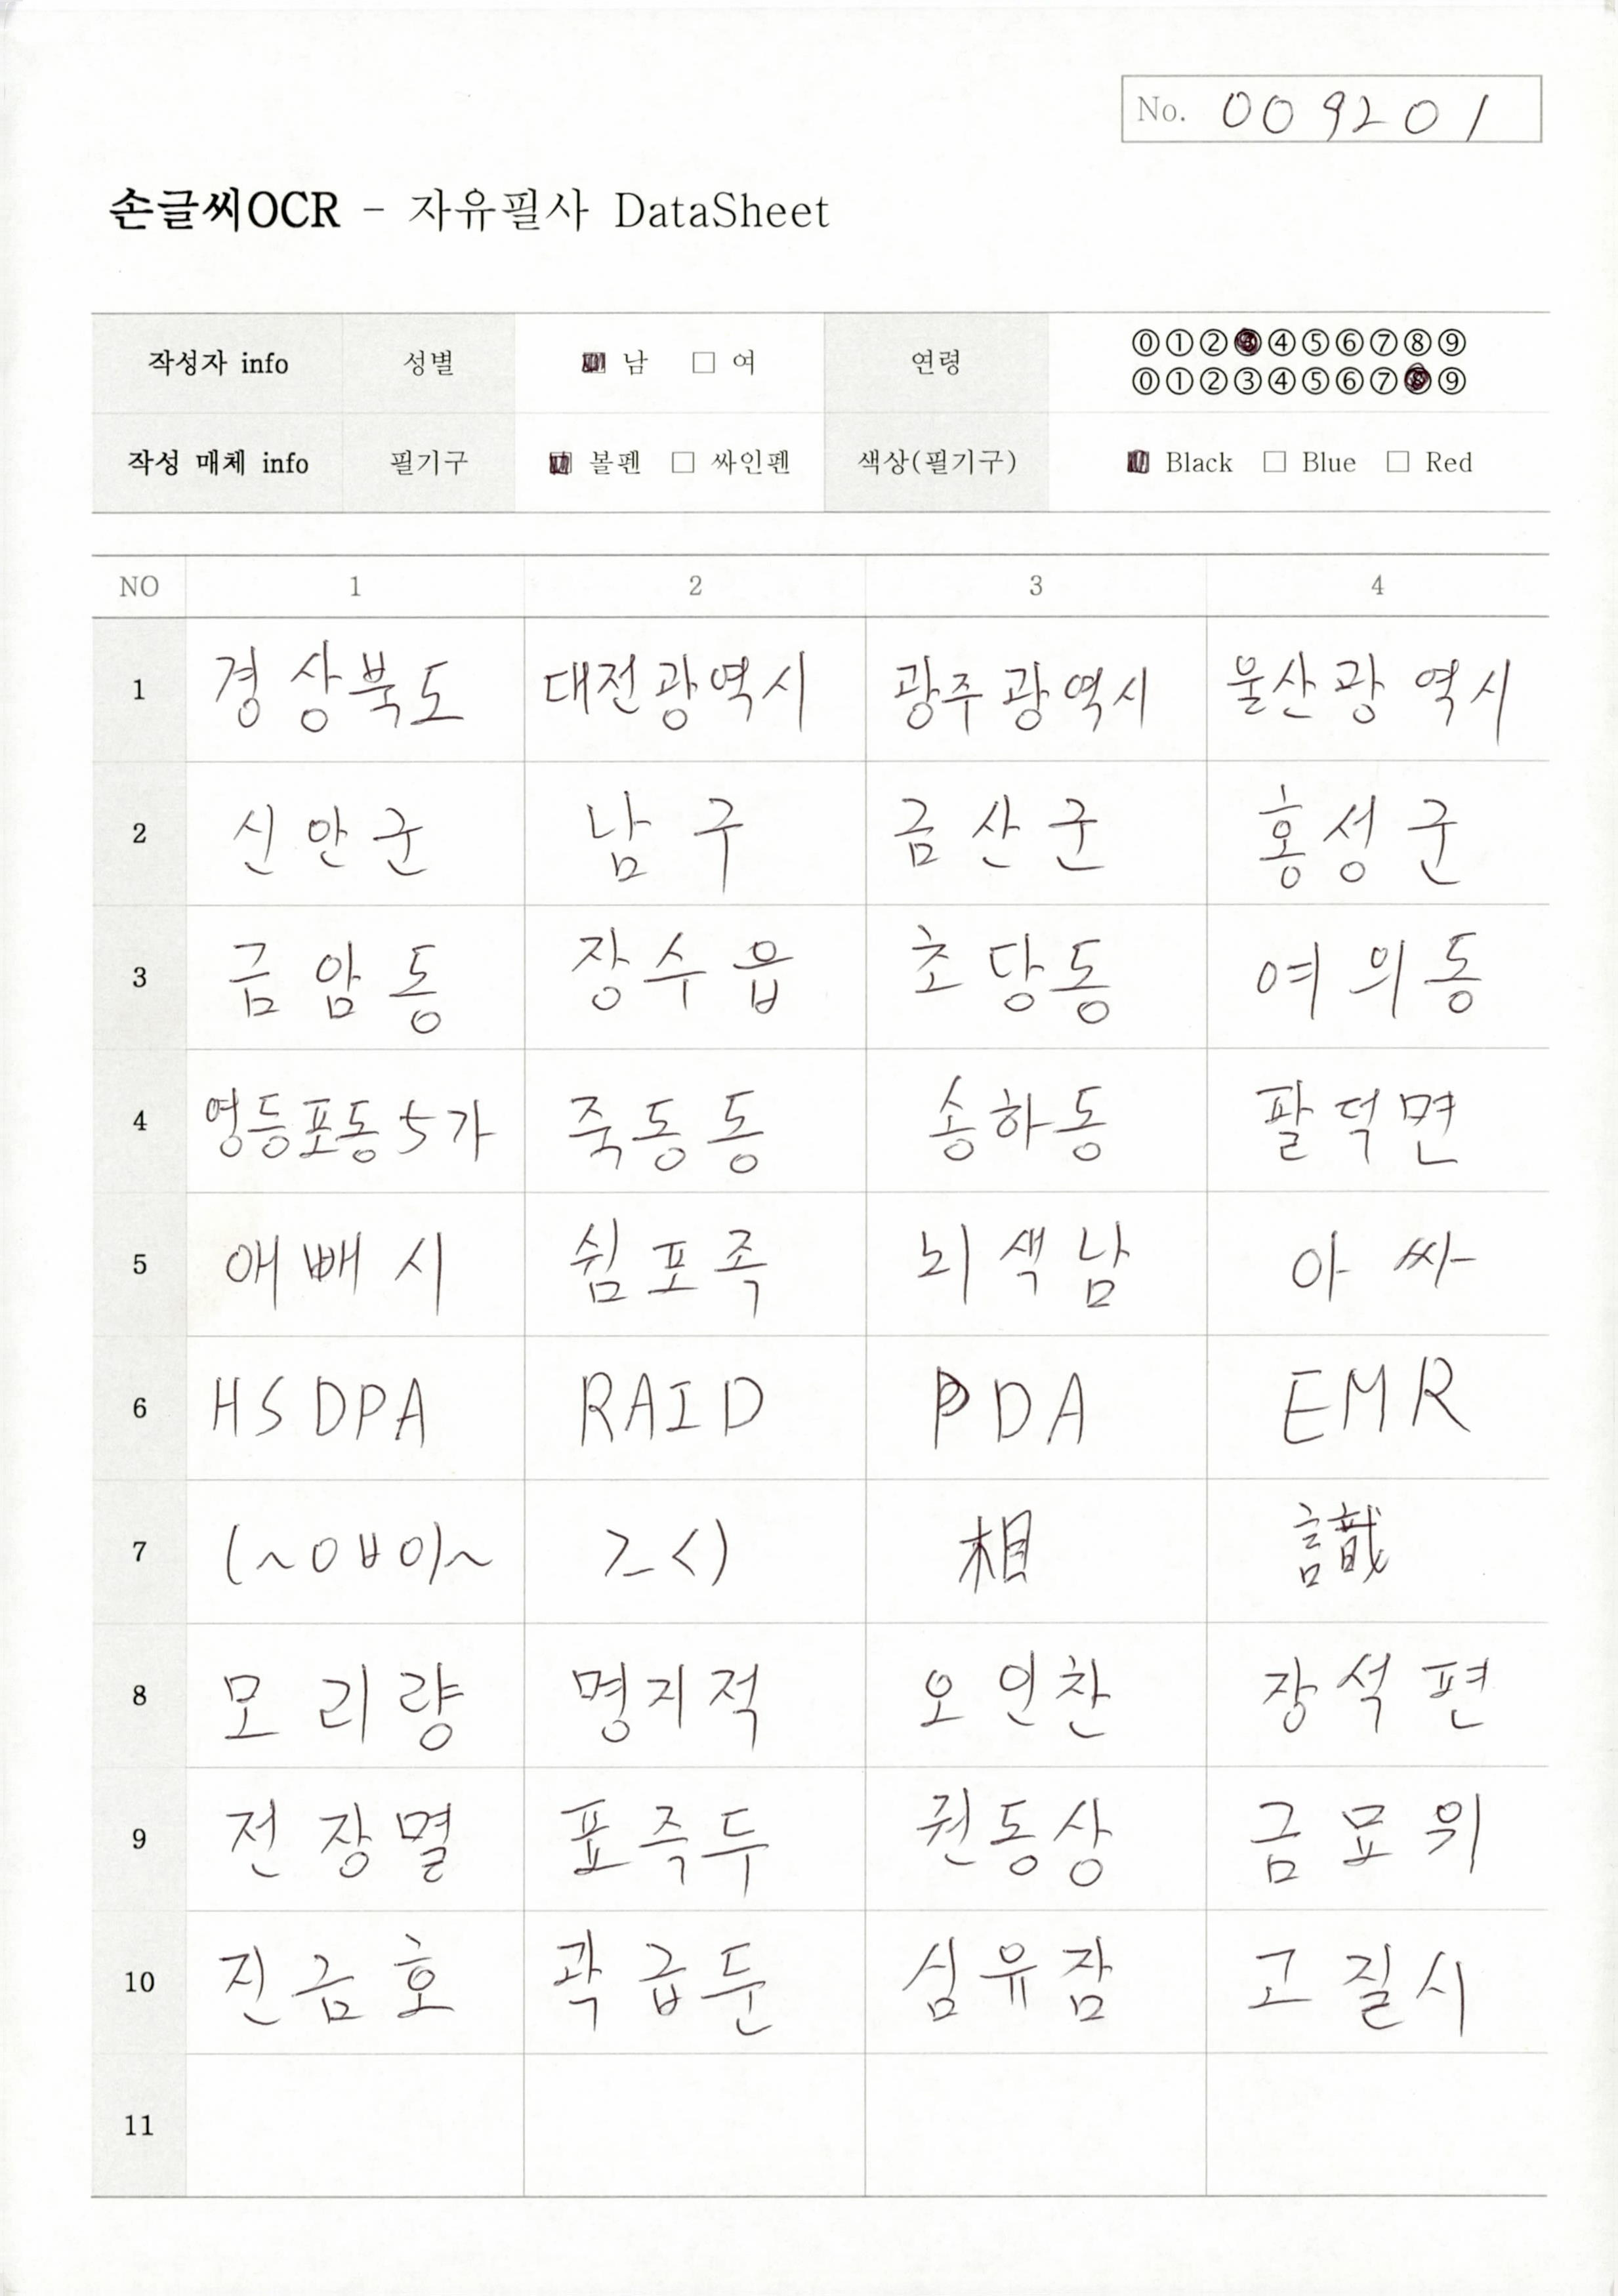 No. 009201
손글씨OCR - 자유필사 DataSheet
작성자 info 성별 남 여 연령 ⓪①②③④⑤⑥⑦⑧⑨
⓪①②③④⑤⑥⑦⑧⑨
작성 매체 info 필기구 볼펜 싸인펜 색상(필기구) Black Blue Red
NO 1 2 3 4
1 경상북도 대전광역시 광주광역시 울산광역시
2 신안군 남구 금산군 홍성군
3 금암동 장수읍 초당동 여의동
4 영등포동5가 죽동동 송하동 팔덕면
5 애빼시 쉼포족 뇌색남 아싸
6 HSDPA RAID PDA EMR
7 (~ㅇㅂㅇ)~ >_<) 相 識
8 모리량 명지적 오인찬 장석편
9 전장멸 표즉두 권동상 금묘위
10 진금호 곽급둔 심유잠 고질시
11